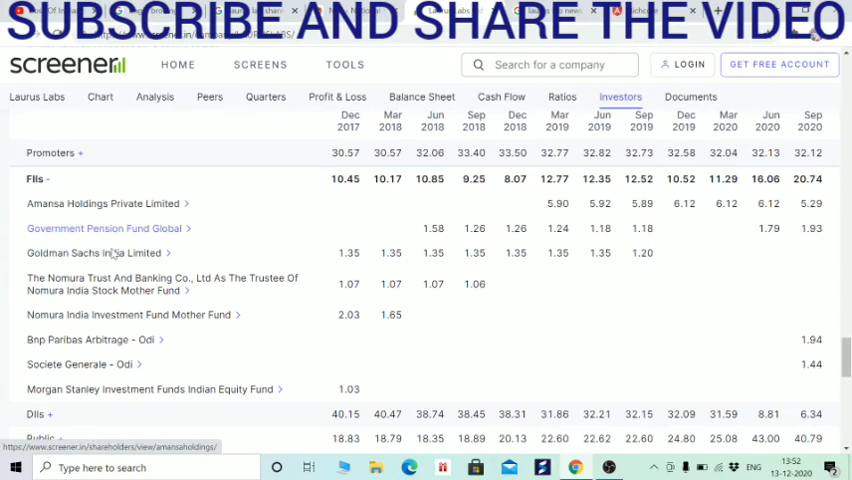 SUBSCRIBE AND SHARE THE VIDEO
screener
HOME SCREENS TOOLS Search for a company LOGIN GET FREE ACCOUNT
Laurus Labs Chart Analysis Peers Quarters Profit & Loss Balance Sheet Cash Flow Ratios Investors Documents
Dec 2017 Mar 2018 Jun 2018 Sep 2018 Dec 2018 Mar 2019 Jun 2019 Sep 2019 Dec 2019 Mar 2020 Jun 2020 Sep 2020
Promoters + 30.57 30.57 32.06 33.40 33.50 32.77 32.82 32.73 32.58 32.04 32.13 32.12
FIIs - 10.45 10.17 10.85 9.25 8.07 12.77 12.35 12.52 10.52 11.29 16.06 20.74
Amansa Holdings Private Limited > 5.90 5.92 5.89 6.12 6.12 6.12 5.29
Government Pension Fund Global > 1.58 1.26 1.26 1.24 1.18 1.18 1.79 1.93
Goldman Sachs India Limited > 1.35 1.35 1.35 1.35 1.35 1.35 1.35 1.20
The Nomura Trust And Banking Co., Ltd As The Trustee Of
Nomura India Stock Mother Fund > 1.07 1.07 1.07 1.06
Nomura India Investment Fund Mother Fund > 2.03 1.65
Bnp Paribas Arbitrage - Odi > 1.94
Societe Generale - Odi > 1.44
Morgan Stanley Investment Funds Indian Equity Fund > 1.03
DIIs + 40.15 40.47 38.74 38.45 38.31 31.86 32.21 32.15 32.09 31.59 8.81 6.34
Public 18.83 18.79 18.35 18.89 20.13 22.60 22.60 22.60 24.80 25.08 43.00 40.79
https://www.screener.in/shareholders/view/amansaholdings/
Type here to search
ENG
13:52
13-12-2020